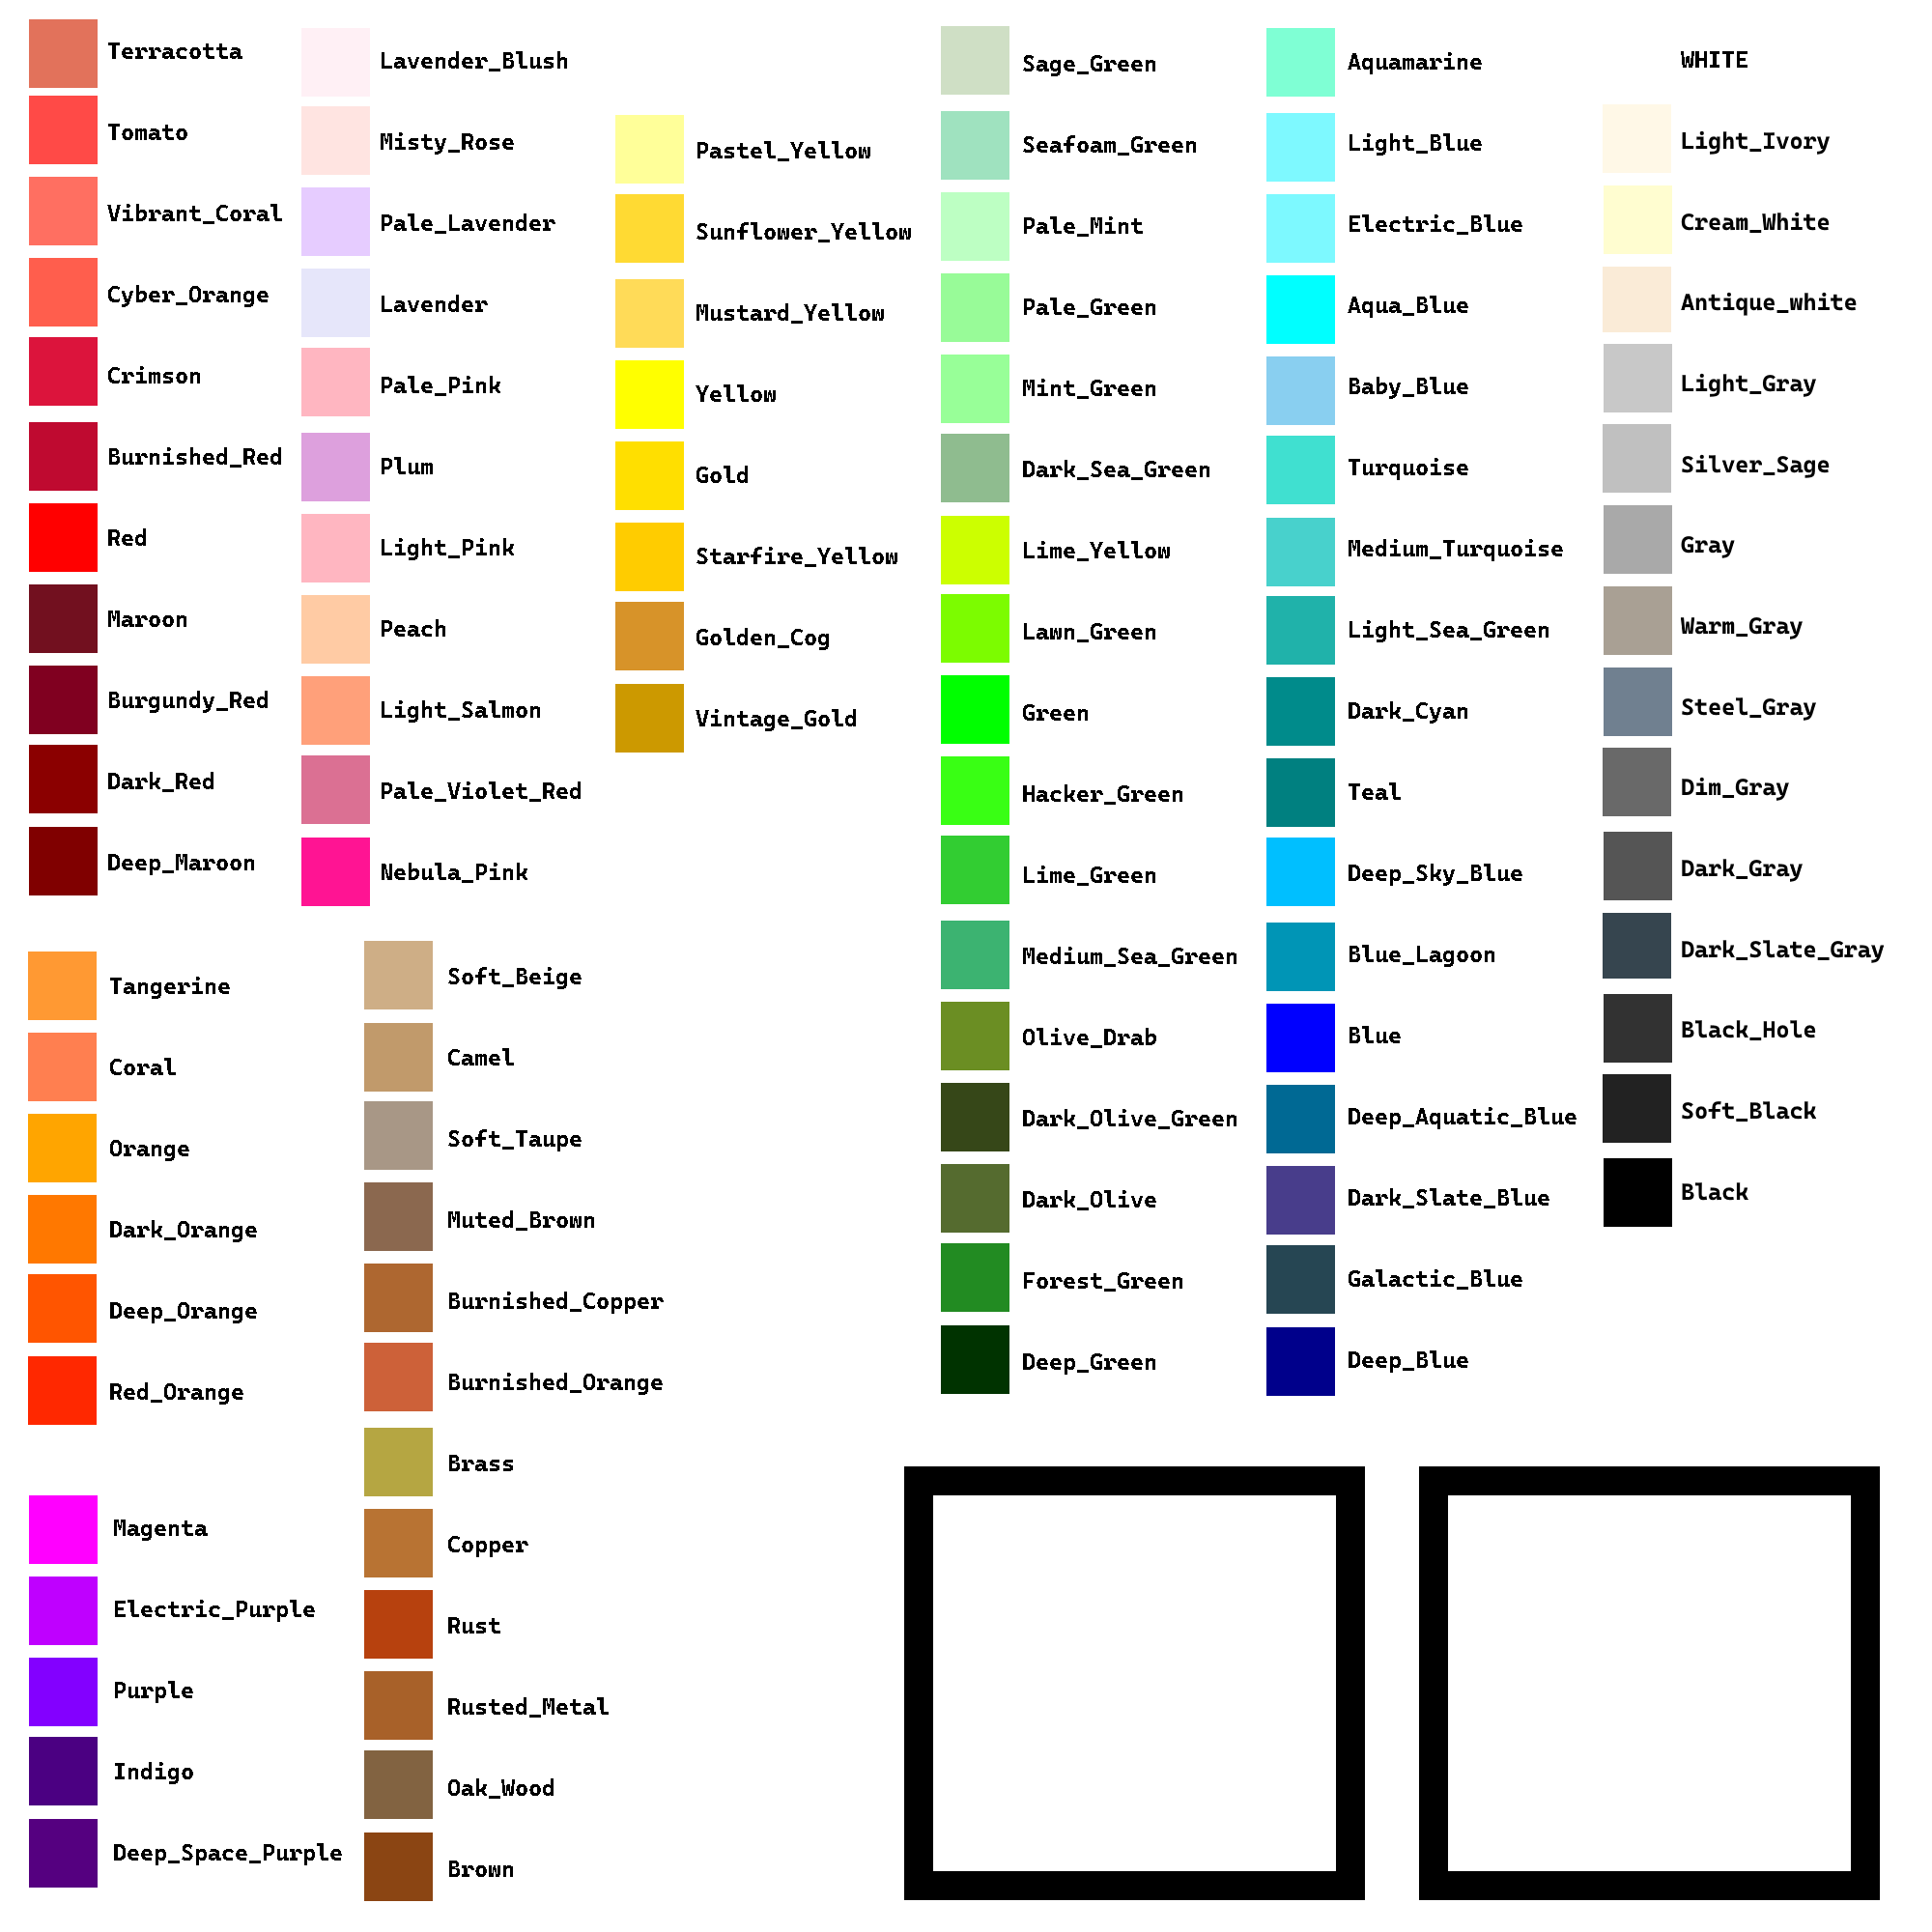 Terracotta
Tomato
Vibrant_Coral
Cyber_Orange
Crimson
Burnished_Red
Red
Maroon
Burgundy_Red
Dark_Red
Deep_Maroon
Lavender_Blush
Misty_Rose
Pale_Lavender
Lavender
Pale_Pink
Plum
Light_Pink
Peach
Light_Salmon
Pale_Violet_Red
Nebula_Pink
Pastel_Yellow
Sunflower_Yellow
Mustard_Yellow
Yellow
Gold
Starfire_Yellow
Golden_Cog
Vintage_Gold
Sage_Green
Seafoam_Green
Pale_Mint
Pale_Green
Mint_Green
Dark_Sea_Green
Lime_Yellow
Lawn_Green
Green
Hacker_Green
Lime_Green
Medium_Sea_Green
Olive_Drab
Dark_Olive_Green
Dark_Olive
Forest_Green
Deep_Green
Aquamarine
Light_Blue
Electric_Blue
Aqua_Blue
Baby_Blue
Turquoise
Medium_Turquoise
Light_Sea_Green
Dark_Cyan
Teal
Deep_Sky_Blue
Blue_Lagoon
Blue
Deep_Aquatic_Blue
Dark_Slate_Blue
Galactic_Blue
Deep_Blue
WHITE
Light_Ivory
Cream_White
Antique_white
Light_Gray
Silver_Sage
Gray
Warm_Gray
Steel_Gray
Dim_Gray
Dark_Gray
Dark_Slate_Gray
Black_Hole
Soft_Black
Black
Tangerine
Coral
Orange
Dark_Orange
Deep_Orange
Red_Orange
Magenta
Electric_Purple
Purple
Indigo
Deep_Space_Purple
Soft_Beige
Camel
Soft_Taupe
Muted_Brown
Burnished_Copper
Burnished_Orange
Brass
Copper
Rust
Rusted_Metal
Oak_Wood
Brown